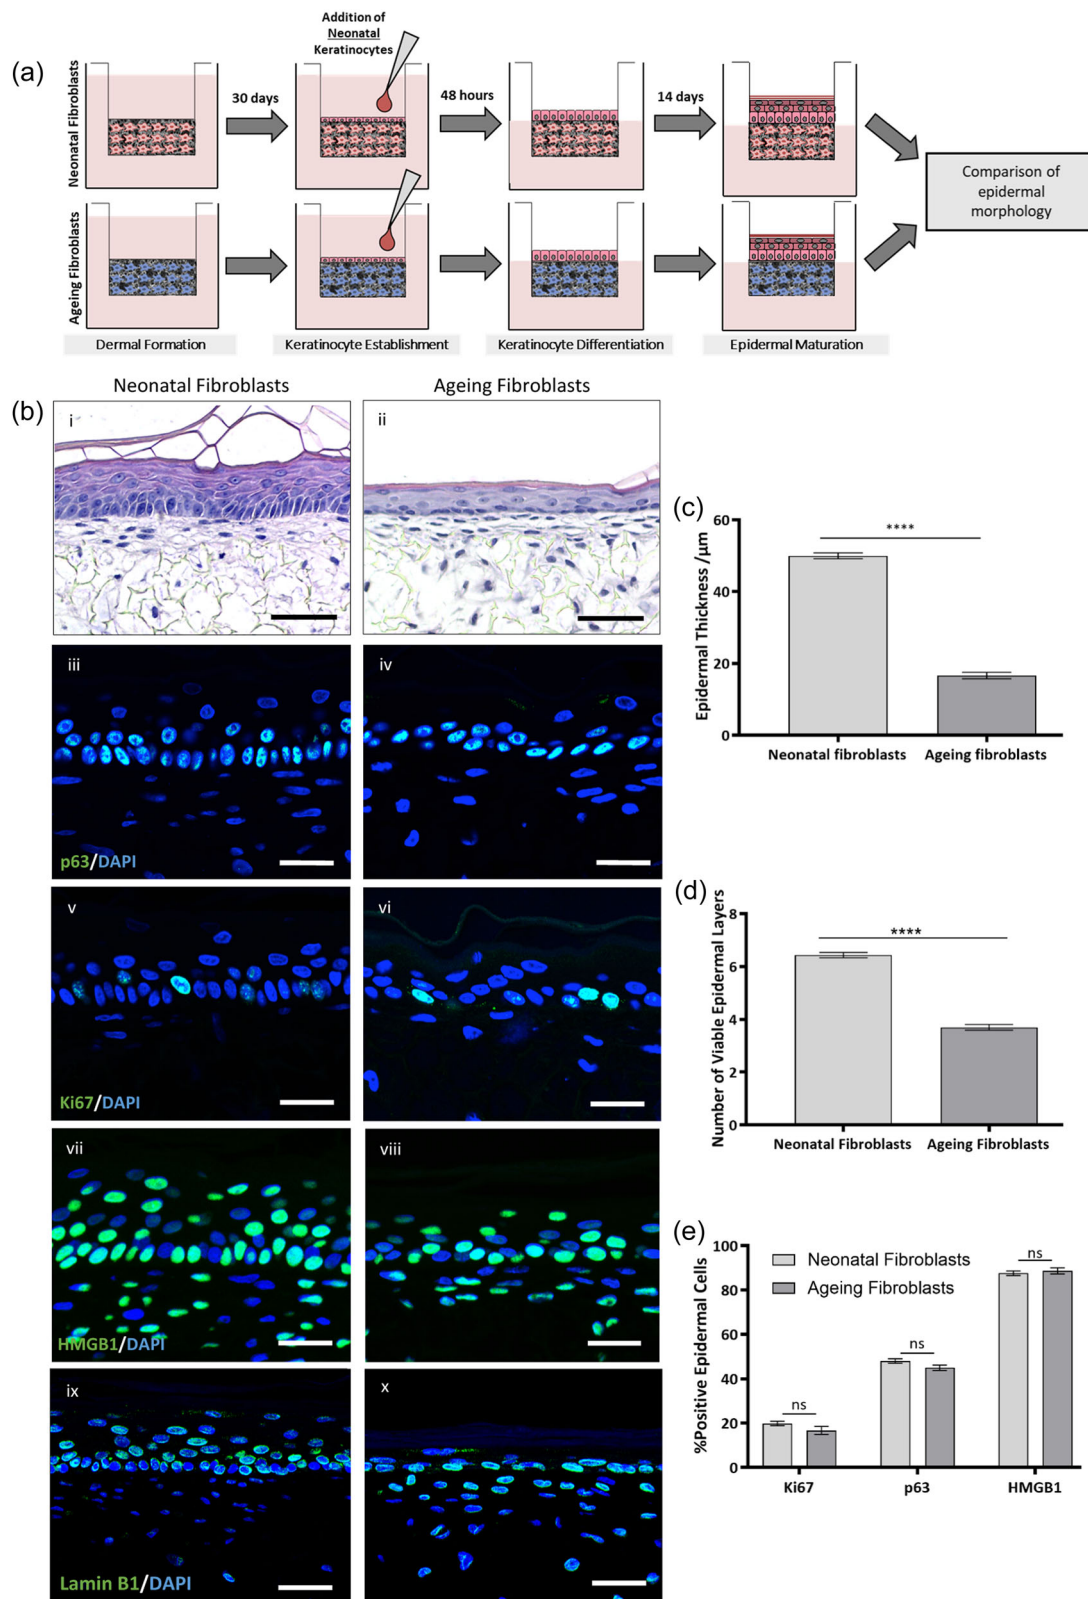 (a)
Neonatal Fibroblasts
Ageing Fibroblasts
Addition of
Neonatal
Keratinocytes
30 days
48 hours
14 days
Comparison of
epidermal
morphology
Dermal Formation
Keratinocyte Establishment
Keratinocyte Differentiation
Epidermal Maturation
(b)
Neonatal Fibroblasts
Ageing Fibroblasts
i
ii
iii
iv
p63/DAPI
v
vi
Ki67/DAPI
vii
viii
HMGB1/DAPI
ix
x
Lamin B1/DAPI
(c)
Epidermal Thickness /µm
60
40
20
0
****
Neonatal fibroblasts
Ageing fibroblasts
(d)
Number of Viable Epidermal Layers
8
6
4
2
0
****
Neonatal Fibroblasts
Ageing Fibroblasts
(e)
%Positive Epidermal Cells
100
80
60
40
20
0
Neonatal Fibroblasts
Ageing Fibroblasts
ns
ns
ns
Ki67
p63
HMGB1